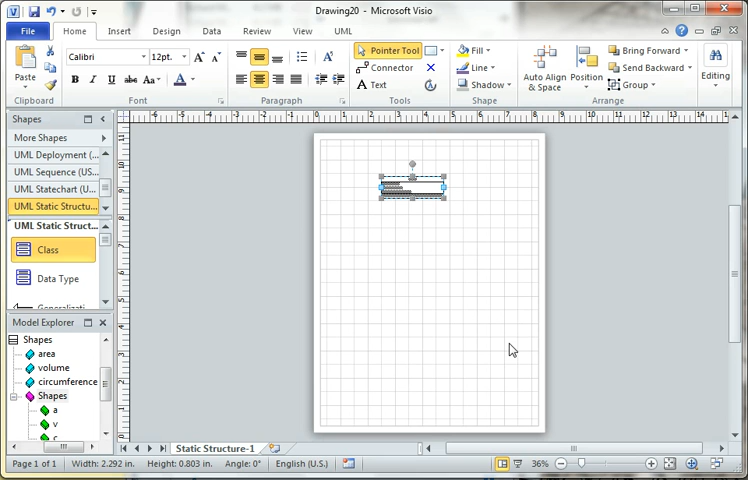 Drawing20 - Microsoft Visio
File Home Insert Design Data Review View UML
Paste
Calibri 12pt.
B I U abc Aa A
Pointer Tool
Connector
Text
Fill
Line
Shadow
Auto Align & Space
Position
Bring Forward
Send Backward
Group
Editing
Clipboard Font Paragraph Tools Shape Arrange
Shapes
More Shapes
UML Deployment (...
UML Sequence (US...
UML Statechart (U...
UML Static Structu...
UML Static Struct...
Class
Data Type
Model Explorer
Shapes
area
volume
circumference
Shapes
a
v
Static Structure-1
Page 1 of 1 Width: 2.292 in. Height: 0.803 in. Angle: 0° English (U.S.) 36%